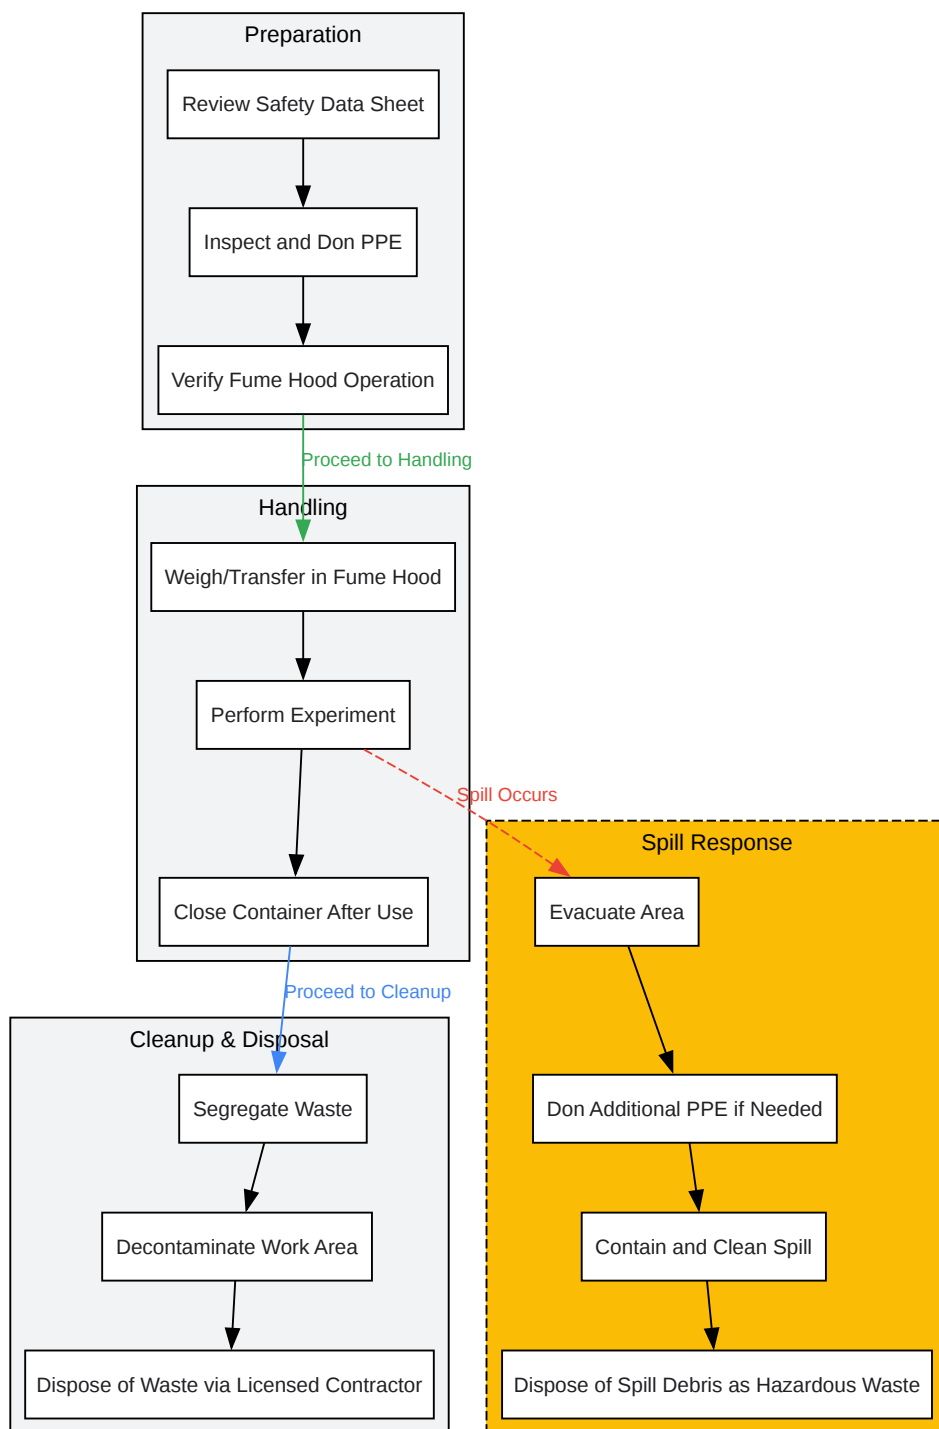 Preparation
Review Safety Data Sheet
Inspect and Don PPE
Verify Fume Hood Operation
Proceed to Handling
Handling
Weigh/Transfer in Fume Hood
Perform Experiment
Spill Occurs
Spill Response
Close Container After Use
Evacuate Area
Proceed to Cleanup
Cleanup & Disposal
Segregate Waste
Don Additional PPE if Needed
Decontaminate Work Area
Contain and Clean Spill
Dispose of Waste via Licensed Contractor
Dispose of Spill Debris as Hazardous Waste